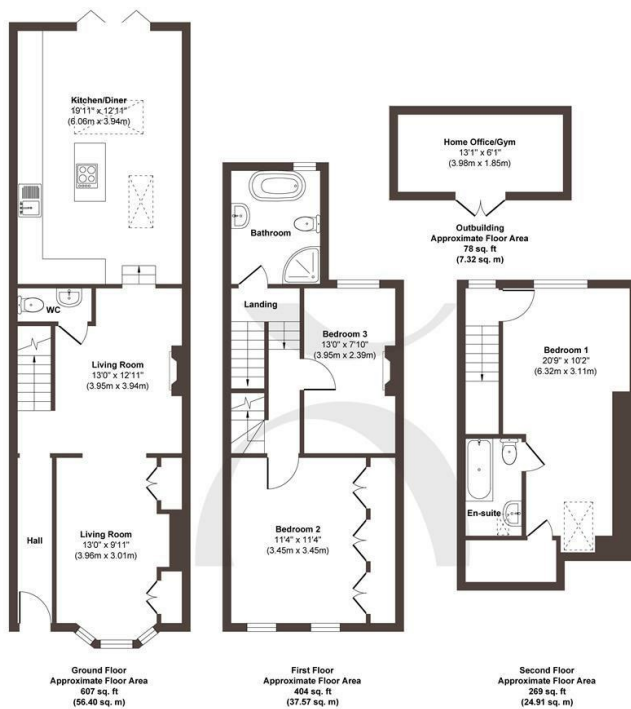 Kitchen/Diner
19'11" x 12'11"
(6.06m x 3.94m)
WC
Living Room
13'0" x 12'11"
(3.95m x 3.94m)
Hall
Living Room
13'0" x 9'11"
(3.96m x 3.01m)
Ground Floor
Approximate Floor Area
607 sq. ft
(56.40 sq. m)
Bathroom
Landing
Bedroom 3
13'0" x 7'10"
(3.95m x 2.39m)
Bedroom 2
11'4" x 11'4"
(3.45m x 3.45m)
First Floor
Approximate Floor Area
404 sq. ft
(37.57 sq. m)
Home Office/Gym
13'1" x 6'1"
(3.98m x 1.85m)
Outbuilding
Approximate Floor Area
78 sq. ft
(7.32 sq. m)
Bedroom 1
20'9" x 10'2"
(6.32m x 3.11m)
En-suite
Second Floor
Approximate Floor Area
269 sq. ft
(24.91 sq. m)